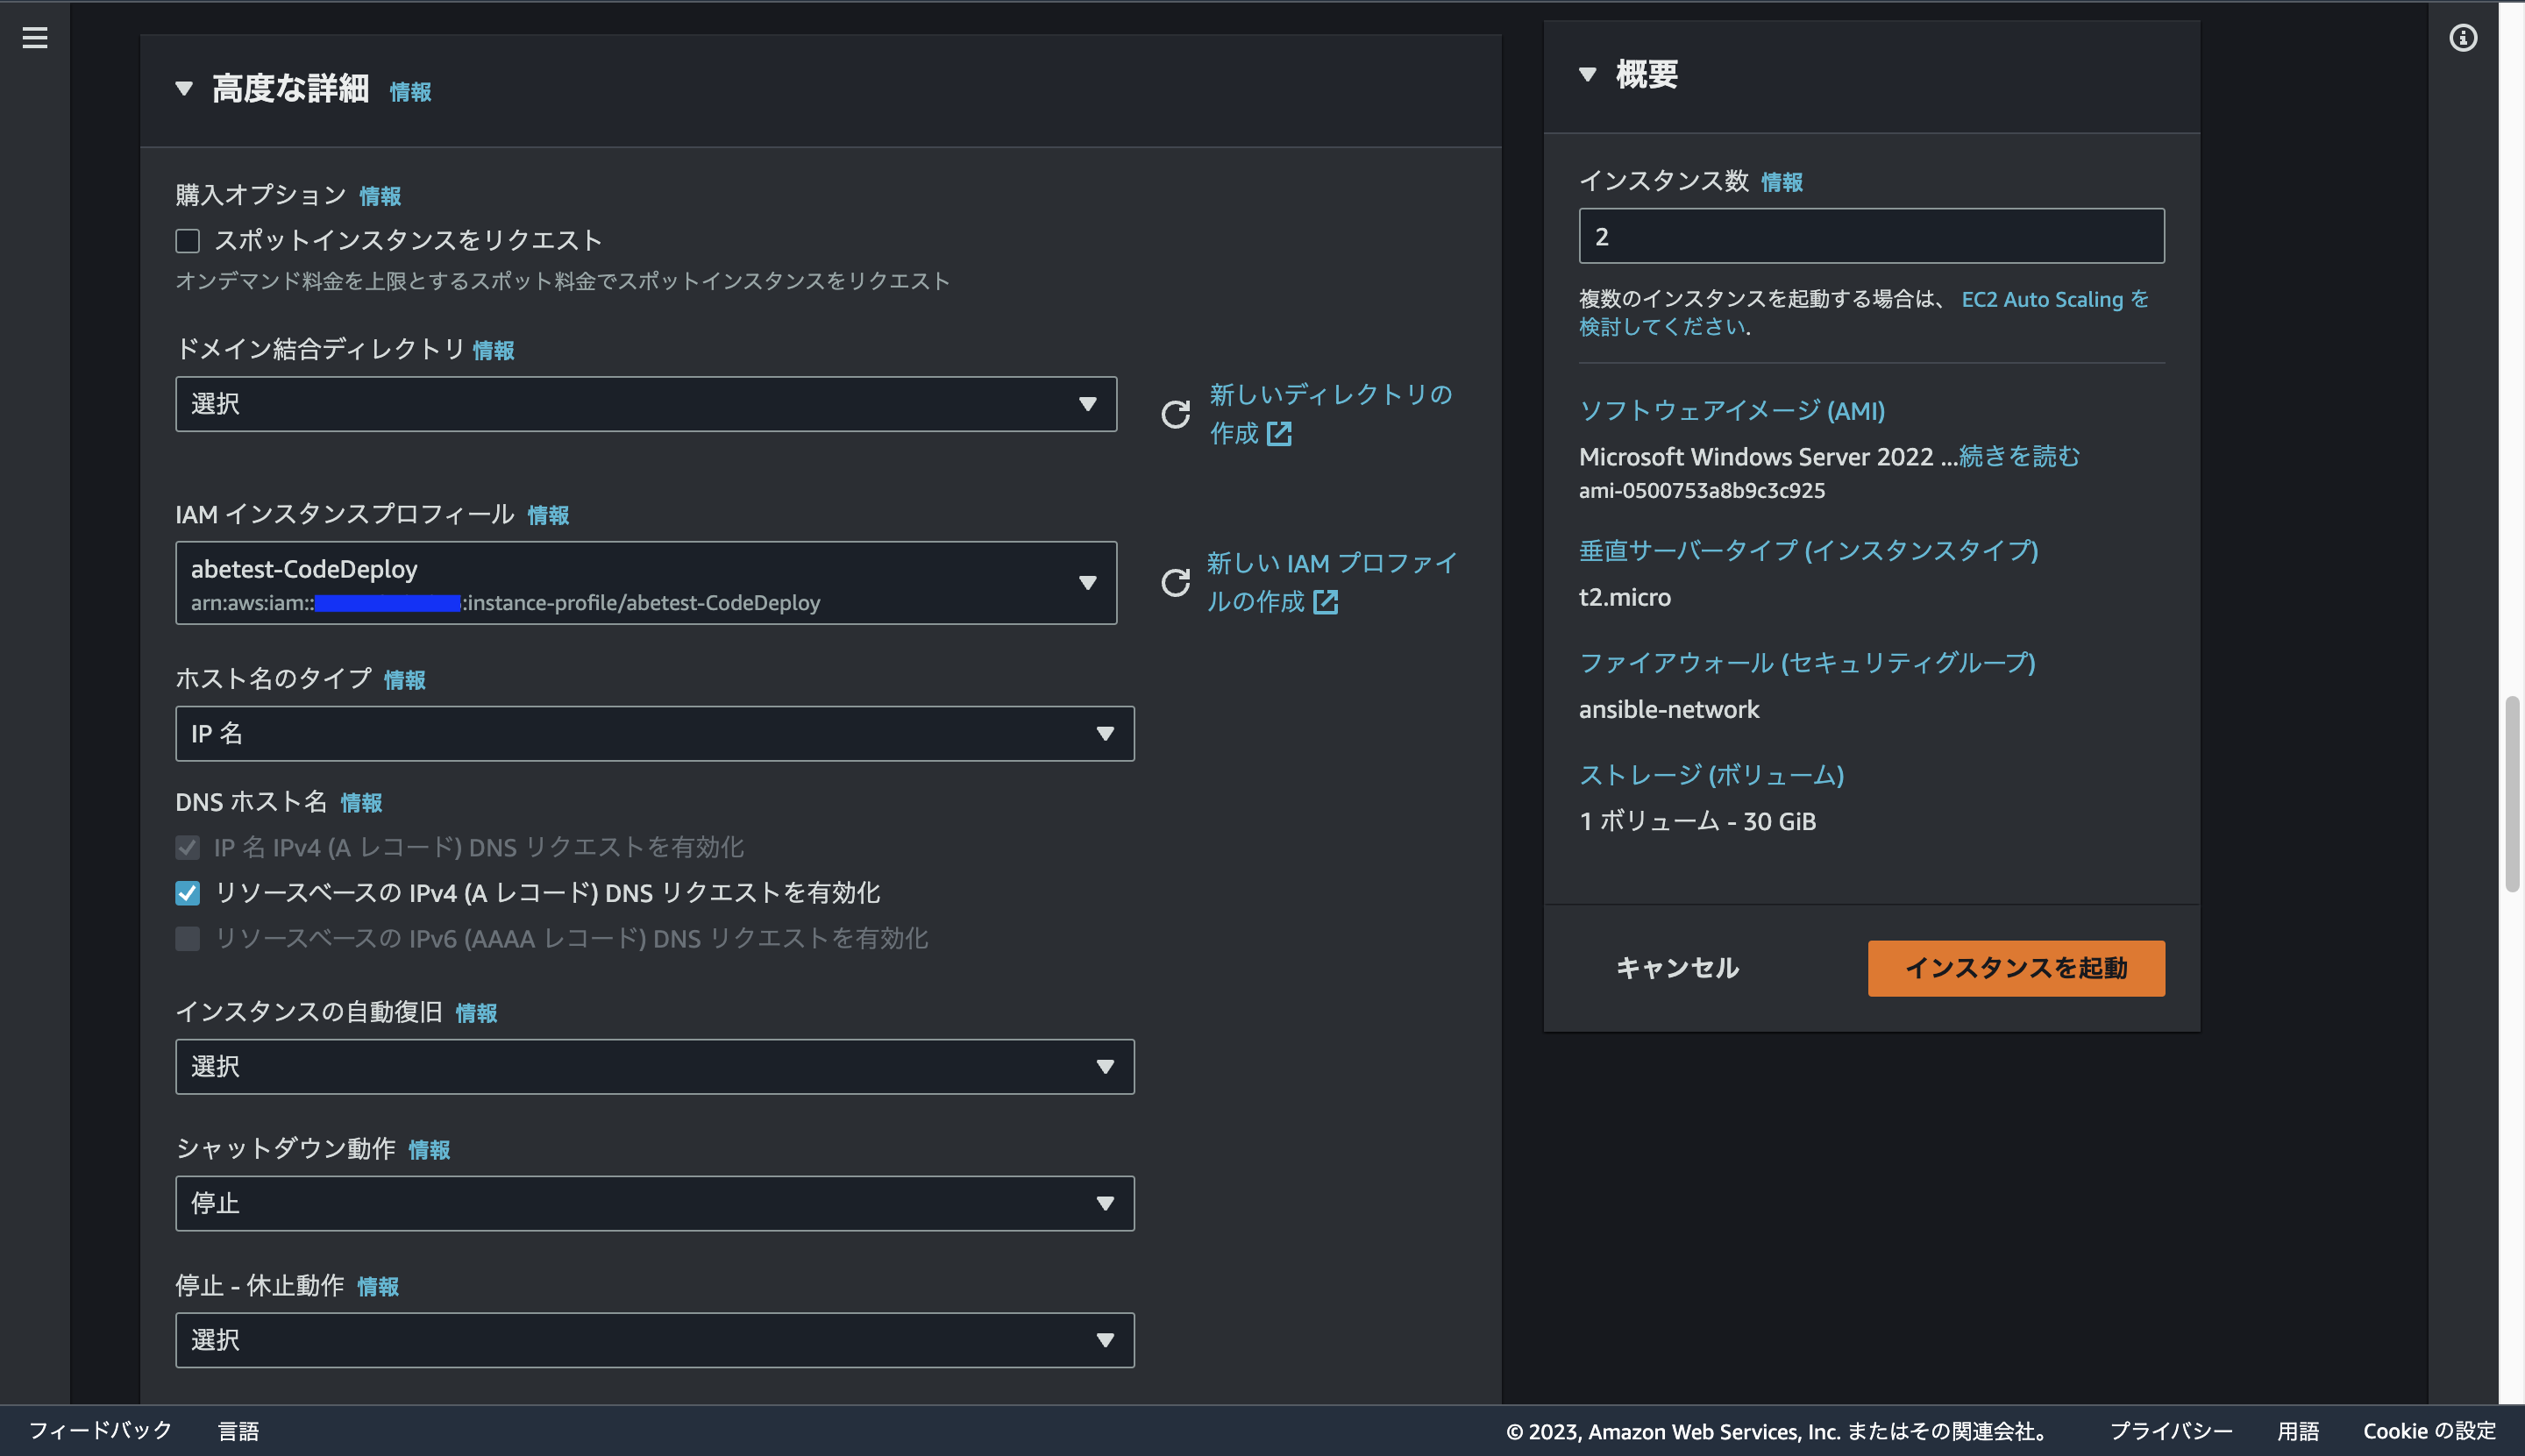 高度な詳細 情報
購入オプション 情報
スポットインスタンスをリクエスト
オンデマンド料金を上限とするスポット料金でスポットインスタンスをリクエスト
ドメイン結合ディレクトリ 情報
選択
新しいディレクトリの
作成
IAM インスタンスプロフィール 情報
abetest-CodeDeploy
arn:aws:iam:: :instance-profile/abetest-CodeDeploy
新しい IAM プロファイ
ルの作成
ホスト名のタイプ 情報
IP 名
DNS ホスト名 情報
IP 名 IPv4 (A レコード) DNS リクエストを有効化
リソースベースの IPv4 (A レコード) DNS リクエストを有効化
リソースベースの IPv6 (AAAA レコード) DNS リクエストを有効化
インスタンスの自動復旧 情報
選択
シャットダウン動作 情報
停止
停止 - 休止動作 情報
選択
概要
インスタンス数 情報
2
複数のインスタンスを起動する場合は、 EC2 Auto Scaling を
検討してください.
ソフトウェアイメージ (AMI)
Microsoft Windows Server 2022 ...続きを読む
ami-0500753a8b9c3c925
垂直サーバータイプ (インスタンスタイプ)
t2.micro
ファイアウォール (セキュリティグループ)
ansible-network
ストレージ (ボリューム)
1 ボリューム - 30 GiB
キャンセル
インスタンスを起動
フィードバック 言語
© 2023, Amazon Web Services, Inc. またはその関連会社。 プライバシー 用語 Cookie の設定